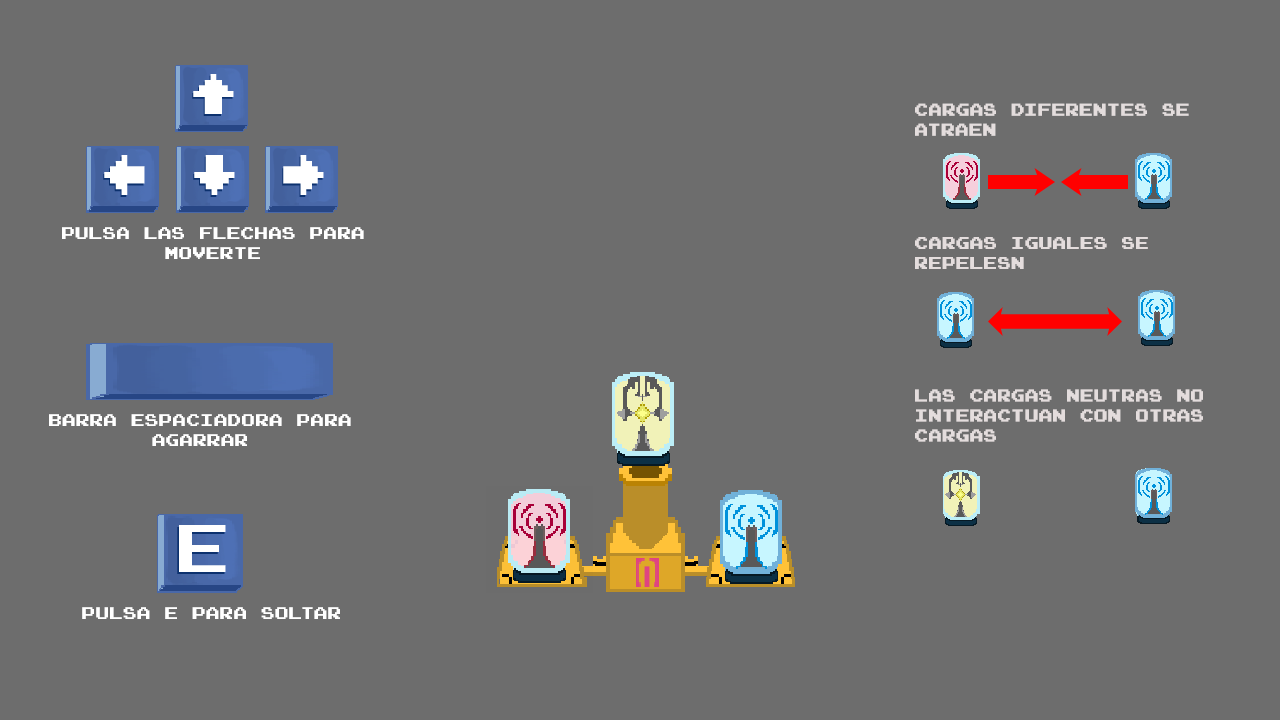 PULSA LAS FLECHAS PARA
MOVERTE
BARRA ESPACIADORA PARA
AGARRAR
E
PULSA E PARA SOLTAR
CARGAS DIFERENTES SE
ATRAEN
CARGAS IGUALES SE
REPELESN
LAS CARGAS NEUTRAS NO
INTERACTUAN CON OTRAS
CARGAS